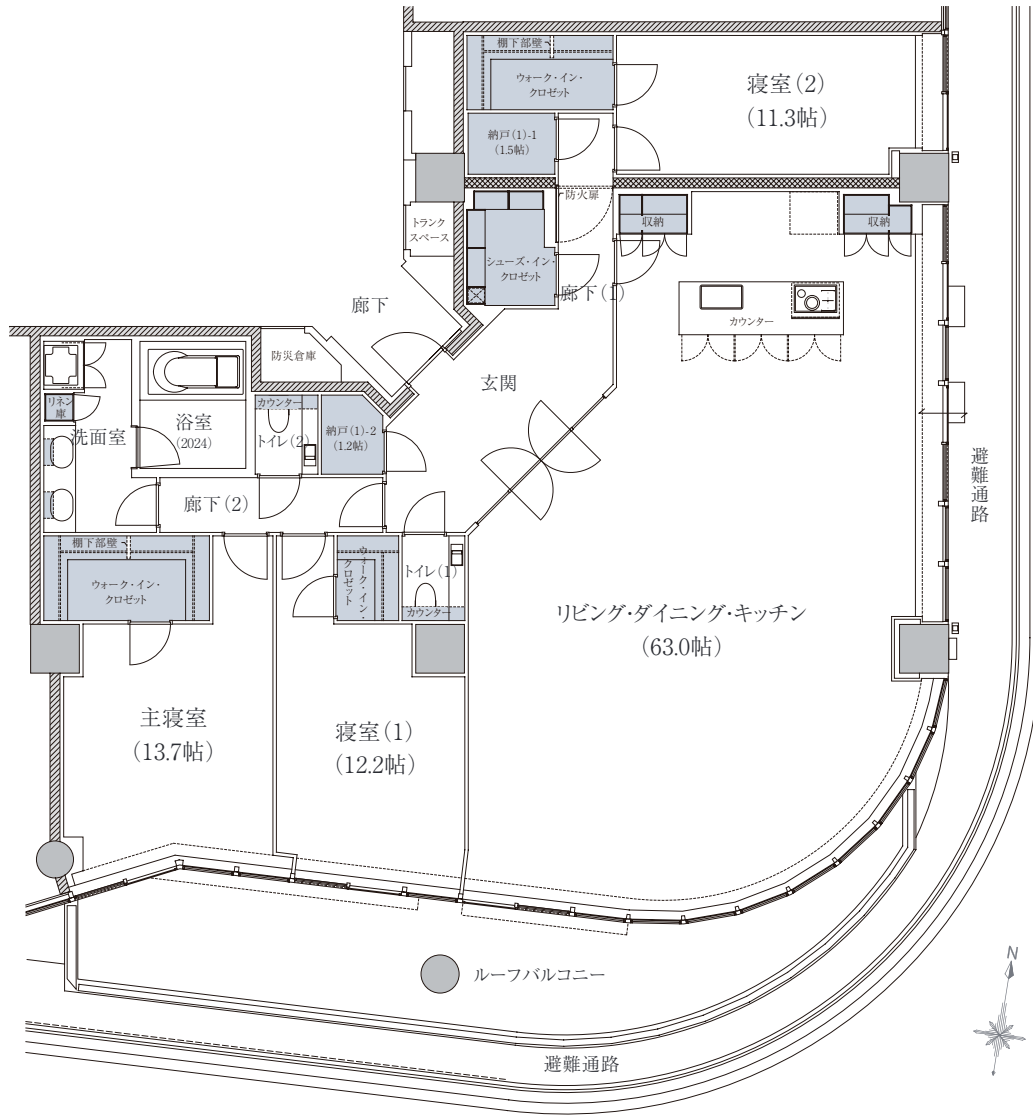 棚下部壁
ウォーク・イン・
クロゼット
寝室(2)
(11.3帖)
納戸(1)-1
(1.5帖)
防火扉
収納
収納
トランク
スペース
シューズ・イン・
クロゼット
廊下(1)
廊下
カウンター
防災倉庫
玄関
リネン
庫
洗面室
浴室
(2024)
カウンター
トイレ(2)
納戸(1)-2
(1.2帖)
避難通路
廊下(2)
棚下部壁
ウォーク・イン・
クロゼット
ウォーク・イン・
クロゼット
トイレ(1)
カウンター
リビング・ダイニング・キッチン
(63.0帖)
主寝室
(13.7帖)
寝室(1)
(12.2帖)
ルーフバルコニー
N
避難通路